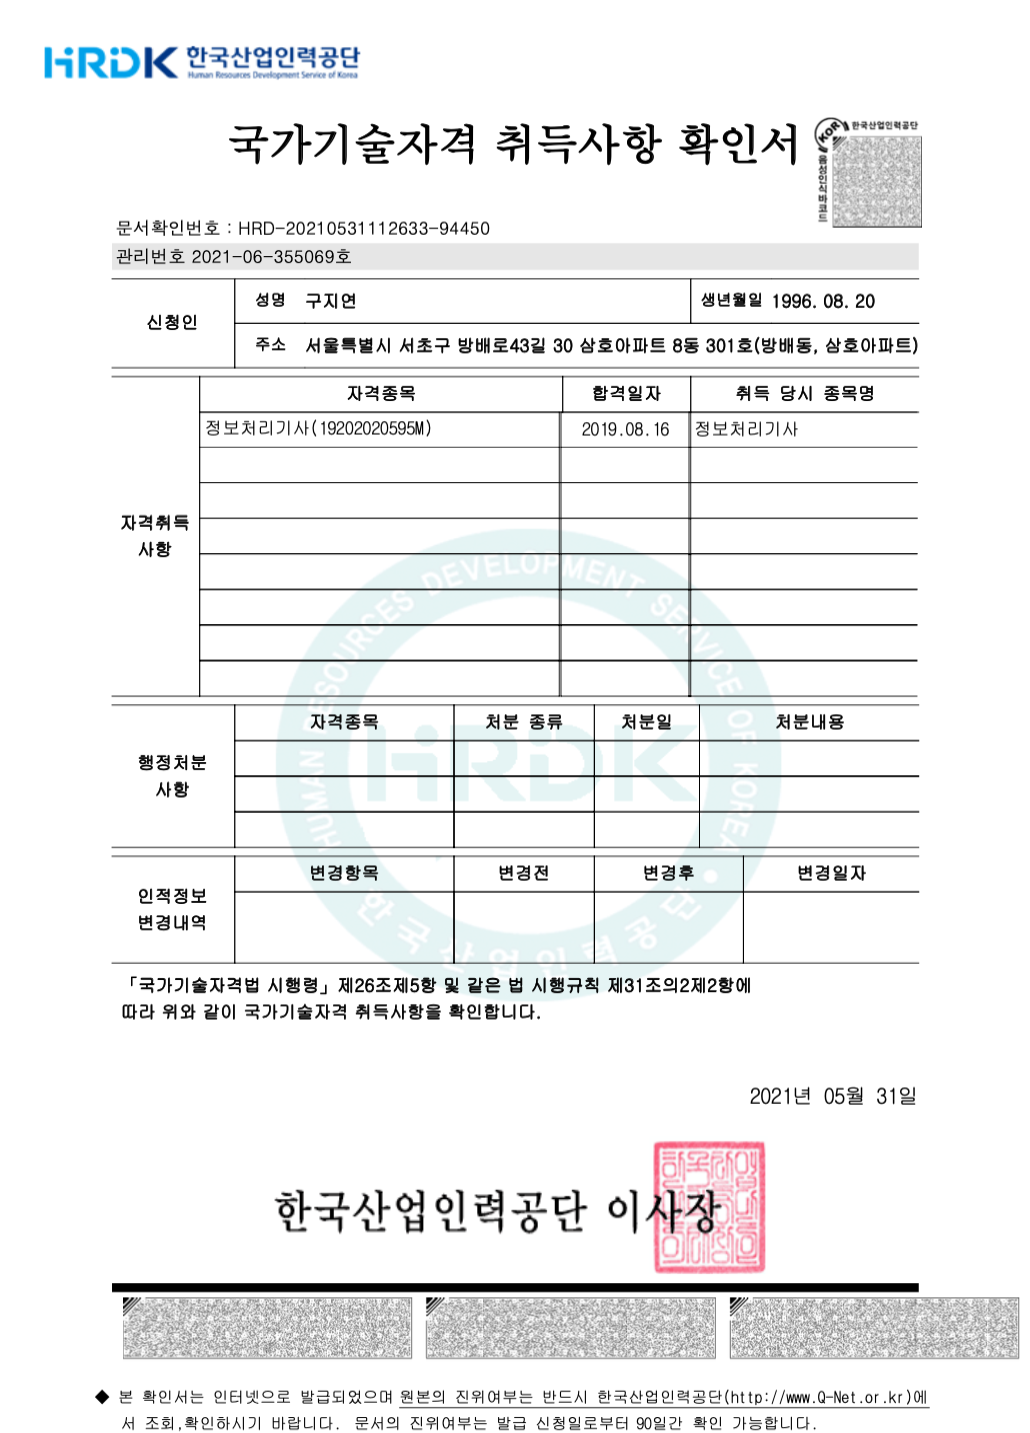 HRDK 한국산업인력공단
Human Resources Development Service of Korea
국가기술자격 취득사항 확인서
KOR 한국산업인력공단
음성인식바코드
문서확인번호 : HRD-20210531112633-94450
관리번호 2021-06-355069호
신청인
성명 구지연 생년월일 1996. 08. 20
주소 서울특별시 서초구 방배로43길 30 삼호아파트 8동 301호(방배동, 삼호아파트)
자격종목 합격일자 취득 당시 종목명
정보처리기사(19202020595M) 2019.08.16 정보처리기사
자격취득
사항
HUMAN RESOURCES DEVELOPMENT SERVICE OF KOREA
HRDK
한국산업인력공단
자격종목 처분 종류 처분일 처분내용
행정처분
사항
변경항목 변경전 변경후 변경일자
인적정보
변경내역
「국가기술자격법 시행령」제26조제5항 및 같은 법 시행규칙 제31조의2제2항에
따라 위와 같이 국가기술자격 취득사항을 확인합니다.
2021년 05월 31일
한국산업인력공단 이사장
◆ 본 확인서는 인터넷으로 발급되었으며 원본의 진위여부는 반드시 한국산업인력공단(http://www.Q-Net.or.kr)에
서 조회,확인하시기 바랍니다. 문서의 진위여부는 발급 신청일로부터 90일간 확인 가능합니다.